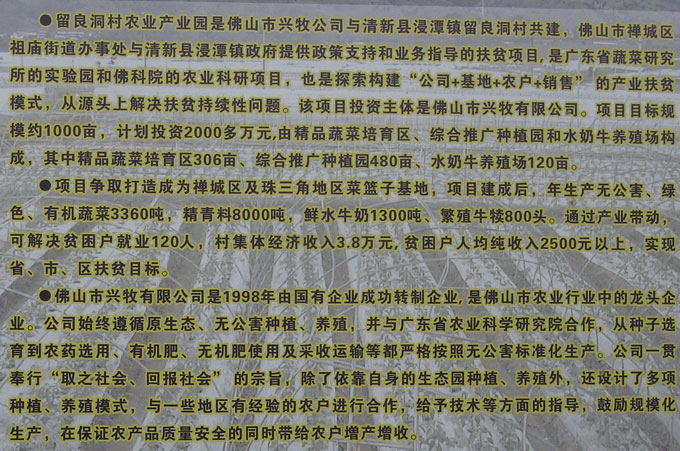 ●留良洞村农业产业园是佛山市兴牧公司与清新县浸潭镇留良洞村共建，佛山市禅城区
祖庙街道办事处与清新县浸潭镇政府提供政策支持和业务指导的扶贫项目，是广东省蔬菜研究
所的实验园和佛科院的农业科研项目，也是探索构建“公司+基地+农户+销售”的产业扶贫
模式，从源头上解决扶贫持续性问题。该项目投资主体是佛山市兴牧有限公司。项目目标规
模约1000亩，计划投资2000多万元,由精品蔬菜培育区、综合推广种植园和水奶牛养殖场构
成，其中精品蔬菜培育区306亩、综合推广种植园480亩、水奶牛养殖场120亩。
●项目争取打造成为禅城区及珠三角地区菜篮子基地，项目建成后，年生产无公害、绿
色、有机蔬菜3360吨，精青料8000吨，鲜水牛奶1300吨、繁殖牛犊800头。通过产业带动，
可解决贫困户就业120人，村集体经济收入3.8万元,贫困户人均纯收入2500元以上，实现
省、市、区扶贫目标。
●佛山市兴牧有限公司是1998年由国有企业成功转制企业,是佛山市农业行业中的龙头企
业。公司始终遵循原生态、无公害种植、养殖，并与广东省农业科学研究院合作，从种子选
育到农药选用、有机肥、无机肥使用及采收运输等都严格按照无公害标准化生产。公司一贯
奉行“取之社会、回报社会”的宗旨，除了依靠自身的生态园种植、养殖外，还设计了多项
种植、养殖模式，与一些地区有经验的农户进行合作，给予技术等方面的指导，鼓励规模化
生产，在保证农产品质量安全的同时带给农户增产增收。